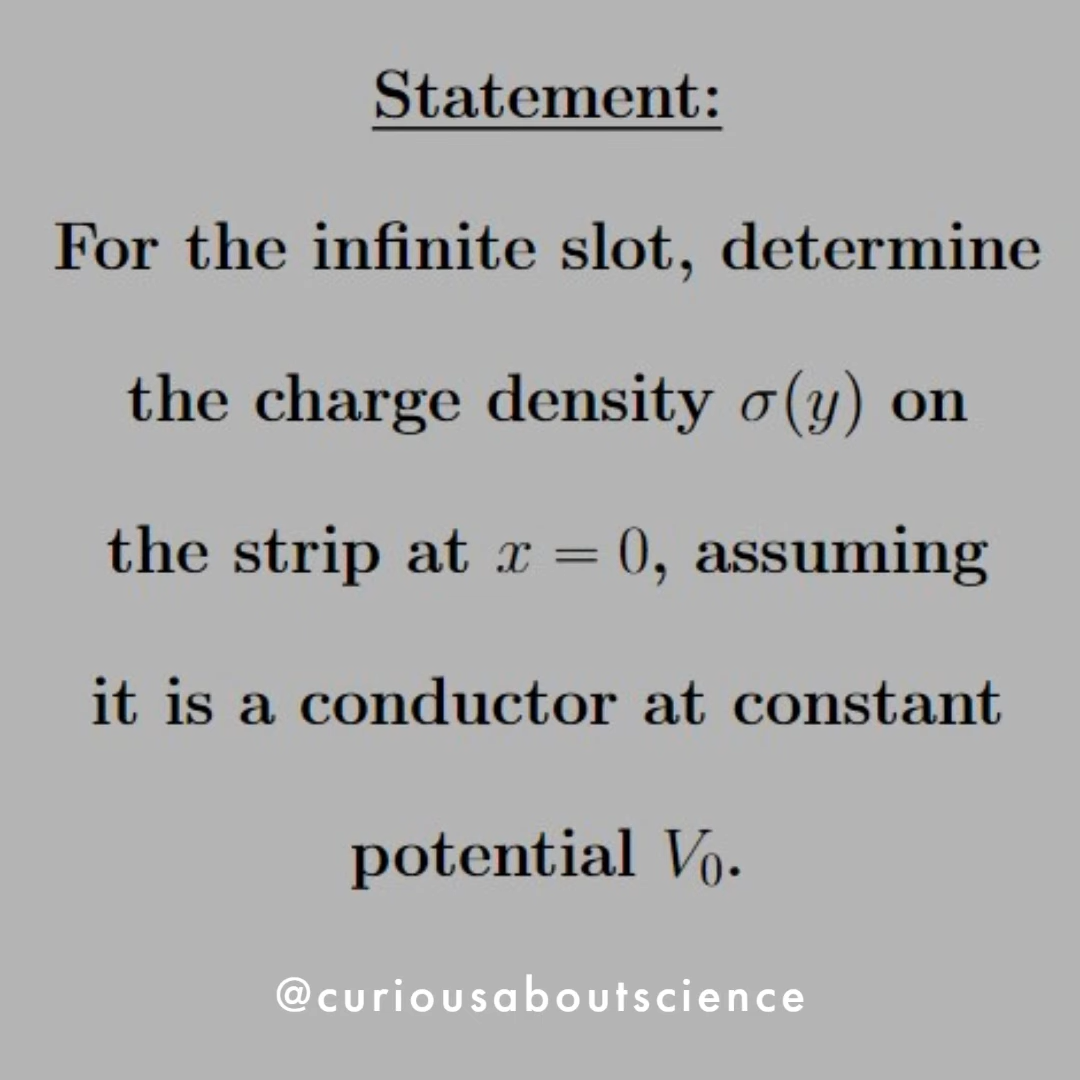 Statement:
For the infinite slot, determine
the charge density σ(y) on
the strip at x = 0, assuming
it is a conductor at constant
potential V₀.
@curiousaboutscience